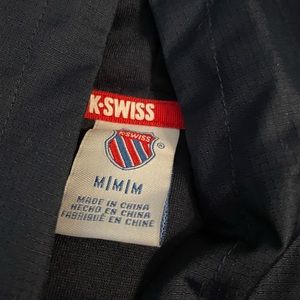 K·SWISS
K·SWISS
®
M|M|M
MADE IN CHINA
HECHO EN CHINA
FABRIQUÉ EN CHINE